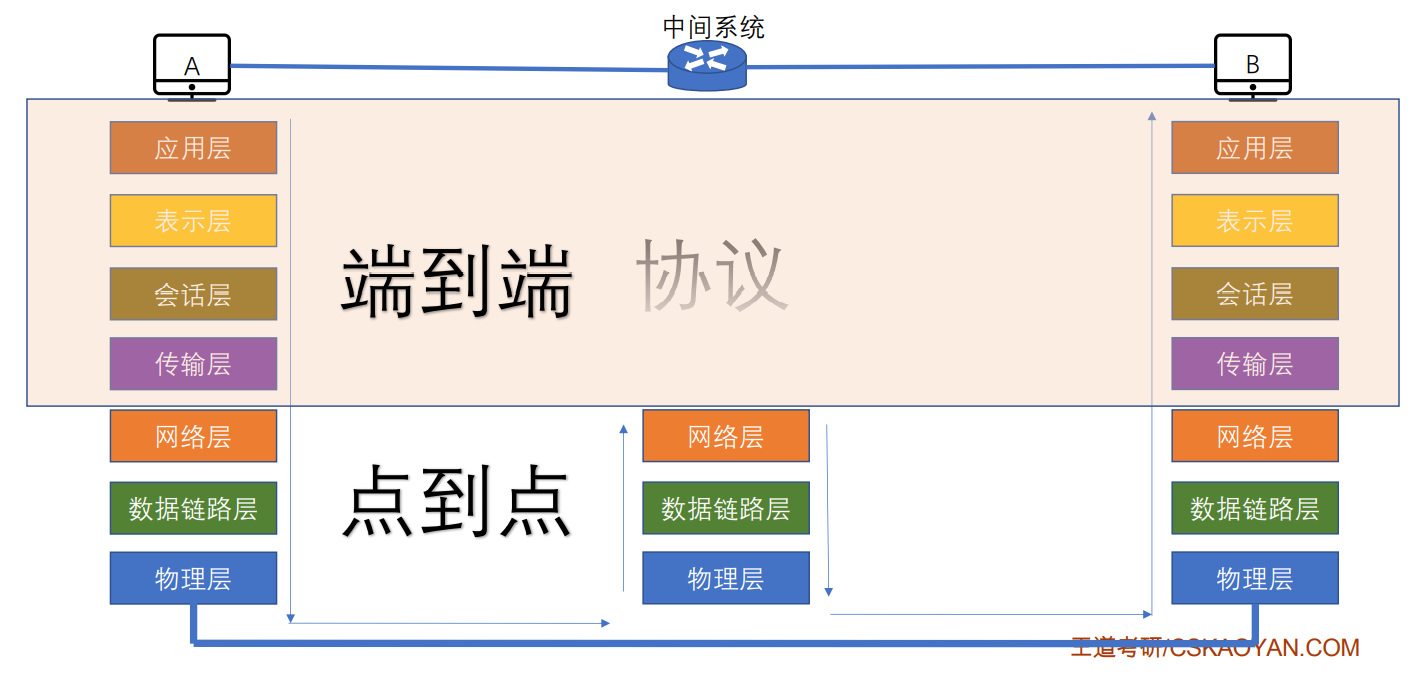 中间系统
A
B
应用层
应用层
表示层
表示层
端到端 协议
会话层
会话层
传输层
传输层
网络层
网络层
网络层
点到点
数据链路层
数据链路层
数据链路层
物理层
物理层
物理层
王道考研/CSKAOYAN.COM